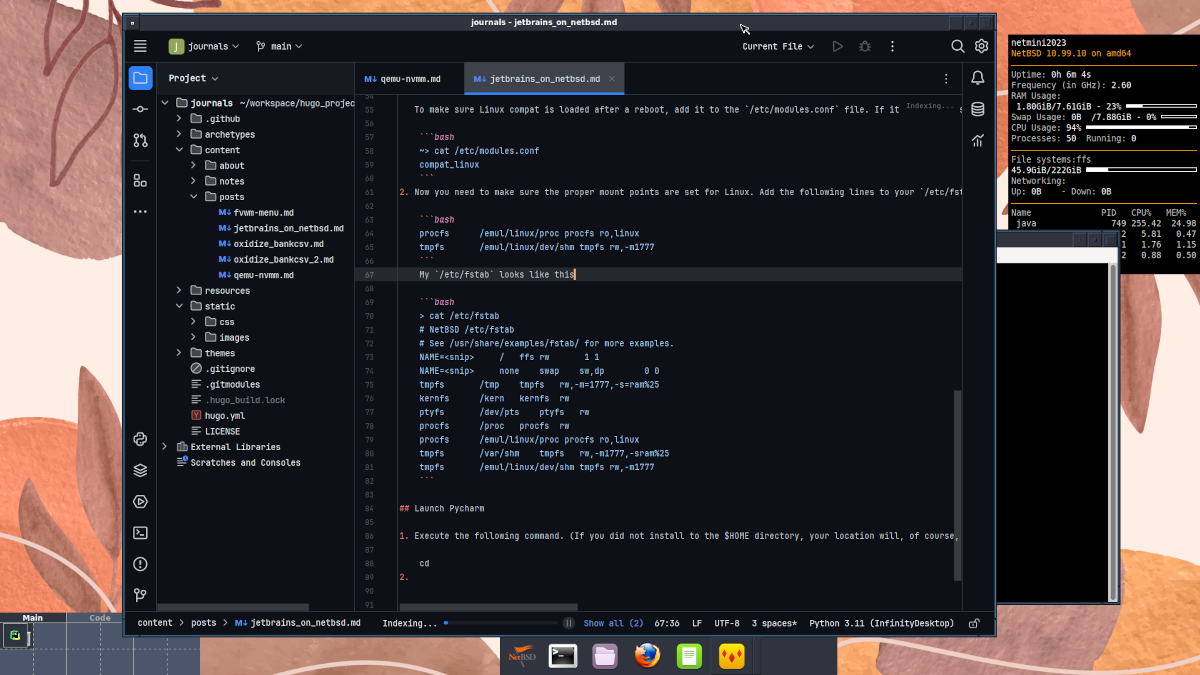 journals - jetbrains_on_netbsd.md
J journals main Current File
Project
qemu-nvmm.md jetbrains_on_netbsd.md
journals ~/workspace/hugo_projec
.github
archetypes
content
about
notes
posts
fvwm-menu.md
jetbrains_on_netbsd.md
oxidize_bankcsv.md
oxidize_bankcsv_2.md
qemu-nvmm.md
resources
static
css
images
themes
.gitignore
.gitmodules
.hugo_build.lock
hugo.yml
LICENSE
External Libraries
Scratches and Consoles
54
55 To make sure Linux compat is loaded after a reboot, add it to the `/etc/modules.conf` file. If it Indexing... s
56
57 ```bash
58 ~> cat /etc/modules.conf
59 compat_linux
60 ```
61 2. Now you need to make sure the proper mount points are set for Linux. Add the following lines to your `/etc/fst
62
63 ```bash
64 procfs /emul/linux/proc procfs ro,linux
65 tmpfs /emul/linux/dev/shm tmpfs rw,-m1777
66 ```
67 My `/etc/fstab` looks like this
68
69 ```bash
70 > cat /etc/fstab
71 # NetBSD /etc/fstab
72 # See /usr/share/examples/fstab/ for more examples.
73 NAME=<snip> / ffs rw 1 1
74 NAME=<snip> none swap sw,dp 0 0
75 tmpfs /tmp tmpfs rw,-m=1777,-s=ram%25
76 kernfs /kern kernfs rw
77 ptyfs /dev/pts ptyfs rw
78 procfs /proc procfs rw
79 procfs /emul/linux/proc procfs ro,linux
80 tmpfs /var/shm tmpfs rw,-m1777,-sram%25
81 tmpfs /emul/linux/dev/shm tmpfs rw,-m1777
82 ```
83
84 ## Launch Pycharm
85
86 1. Execute the following command. (If you did not install to the $HOME directory, your location will, of course,
87
88 cd
89 2.
90
91
content > posts > jetbrains_on_netbsd.md Indexing... Show all (2) 67:36 LF UTF-8 3 spaces* Python 3.11 (InfinityDesktop)
netmini2023
NetBSD 10.99.10 on amd64
Uptime: 0h 6m 4s
Frequency (in GHz): 2.60
RAM Usage:
1.80GiB/7.61GiB - 23%
Swap Usage: 0B /7.88GiB - 0%
CPU Usage: 94%
Processes: 50 Running: 0
File systems:ffs
45.9GiB/222GiB
Networking:
Up: 0B - Down: 0B
Name PID CPU% MEM%
java 749 255.42 24.98
2 5.81 0.47
1 1.76 1.15
2 0.88 0.50
Main Code
NetBSD